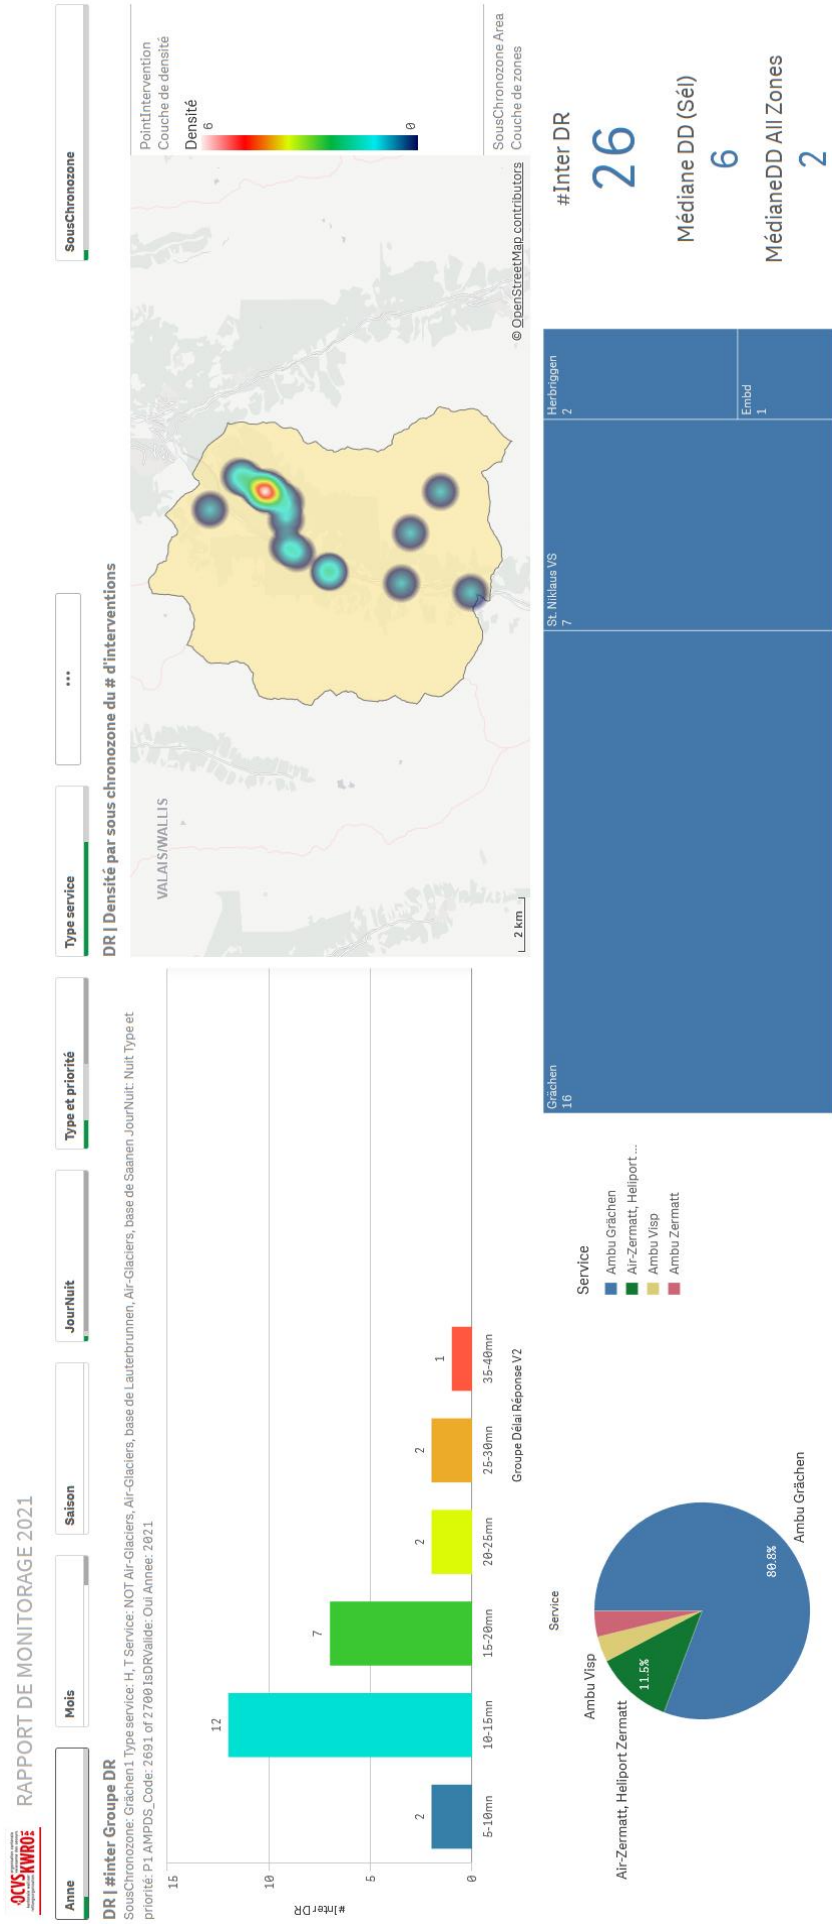 OCVS
KWRO
RAPPORT DE MONITORAGE 2021
Anne
Mois
Saison
JourNuit
Type et priorité
Type service
...
SousChronozone
DR | #inter Groupe DR
SousChronozone: Grächen1 Type service: H, T Service: NOT Air-Glaciers, Air-Glaciers, base de Lauterbrunnen, Air-Glaciers, base de Saanen JourNuit: Nuit Type et
priorité: P1 AMPDS_Code: 2691 of 2700 IsDRValide: Oui Annee: 2021
#Inter DR
15
10
5
0
2
12
7
2
2
1
5-10mn
10-15mn
15-20mn
20-25mn
25-30mn
35-40mn
Groupe Délai Réponse V2
DR | Densité par sous chronozone du # d'interventions
VALAIS/WALLIS
2 km
© OpenStreetMap contributors
PointIntervention
Couche de densité
Densité
6
0
SousChronozone Area
Couche de zones
Service
Ambu Visp
Air-Zermatt, Heliport Zermatt
11.5%
80.8%
Ambu Grächen
Service
Ambu Grächen
Air-Zermatt, Heliport ...
Ambu Visp
Ambu Zermatt
Grächen
16
St. Niklaus VS
7
Herbriggen
2
Embd
1
#Inter DR
26
Médiane DD (Sél)
6
MédianeDD All Zones
2